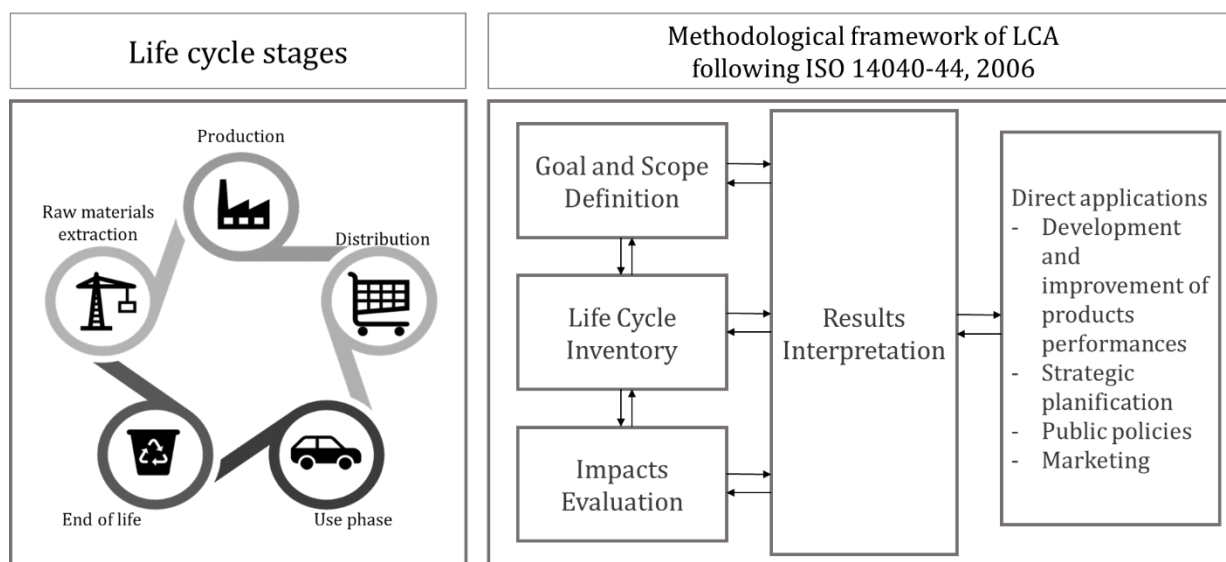 Life cycle stages
Production
Raw materials
extraction
Distribution
End of life
Use phase
Methodological framework of LCA
following ISO 14040-44, 2006
Goal and Scope
Definition
Life Cycle
Inventory
Impacts
Evaluation
Results
Interpretation
Direct applications
- Development
and
improvement of
products
performances
- Strategic
planification
- Public policies
- Marketing